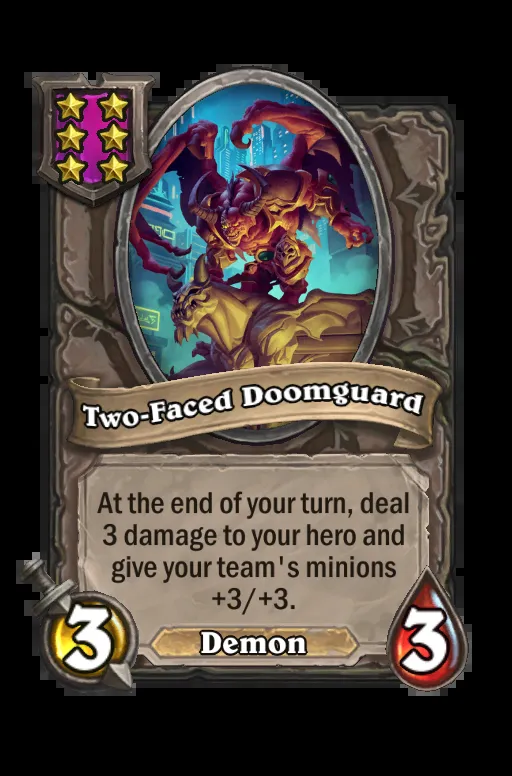 Two-Faced Doomguard
At the end of your turn, deal
3 damage to your hero and
give your team's minions
+3/+3.
3
Demon
3